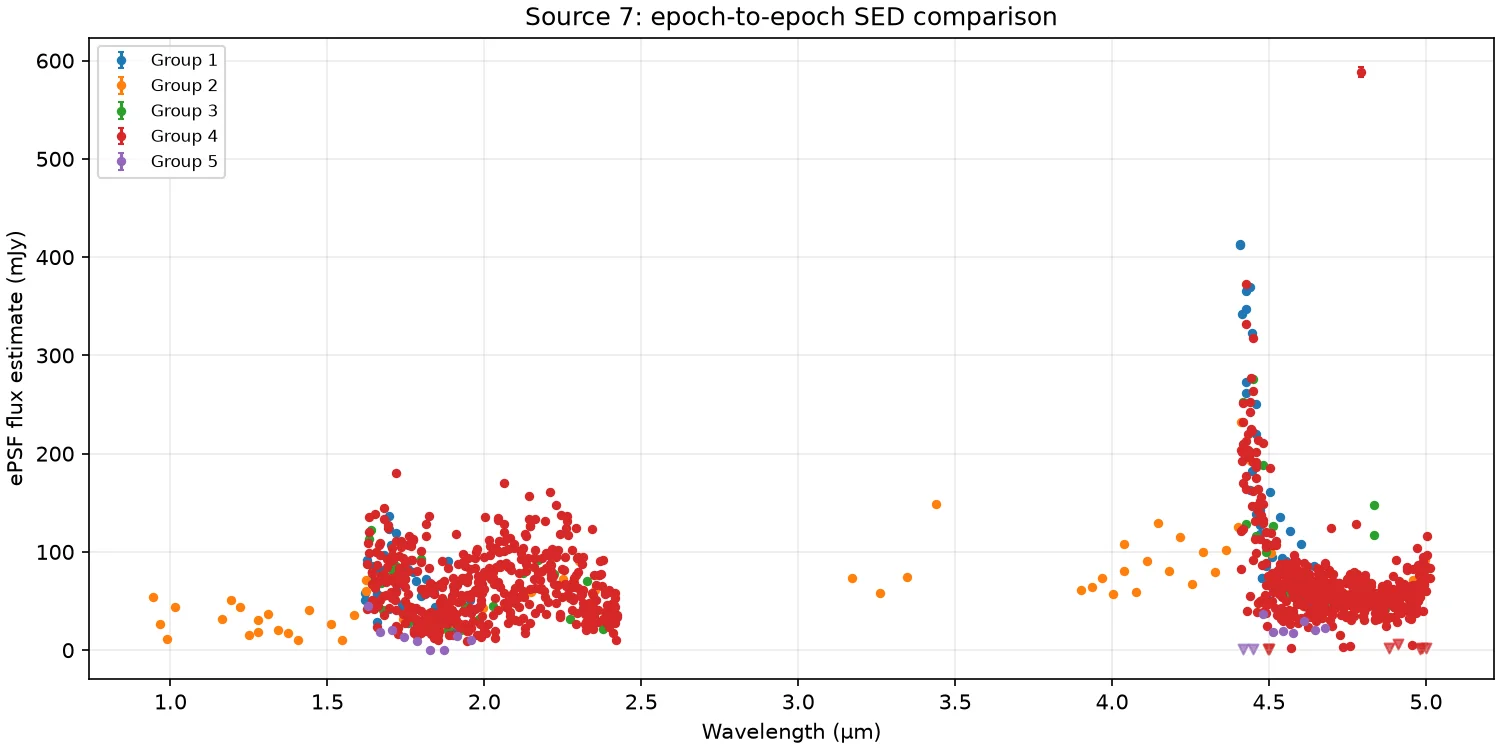 Source 7: epoch-to-epoch SED comparison
600
500
400
300
200
100
0
ePSF flux estimate (mJy)
Group 1
Group 2
Group 3
Group 4
Group 5
1.0 1.5 2.0 2.5 3.0 3.5 4.0 4.5 5.0
Wavelength (µm)